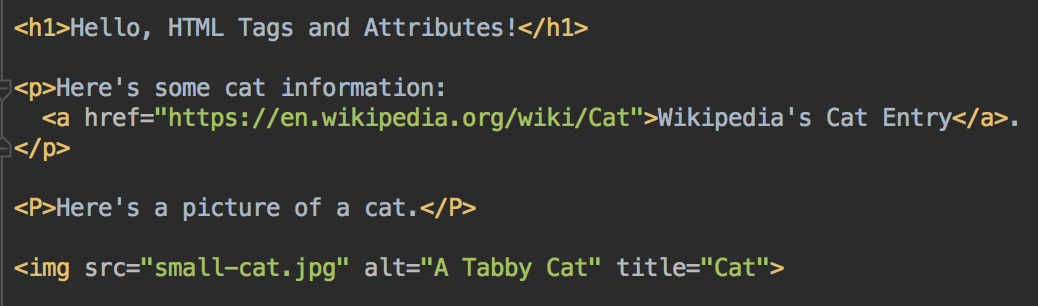 <h1>Hello, HTML Tags and Attributes!</h1>
<p>Here's some cat information:
<a href="https://en.wikipedia.org/wiki/Cat">Wikipedia's Cat Entry</a>.
</p>
<P>Here's a picture of a cat.</P>
<img src="small-cat.jpg" alt="A Tabby Cat" title="Cat">